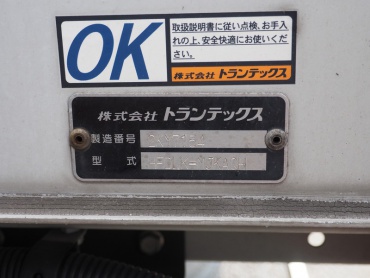 OK
取扱説明書に従い点検、お手入
れの上、安全快適にお使いくだ
さい。
株式会社トランテックス
株式会社 トランテックス
製造番号
型式